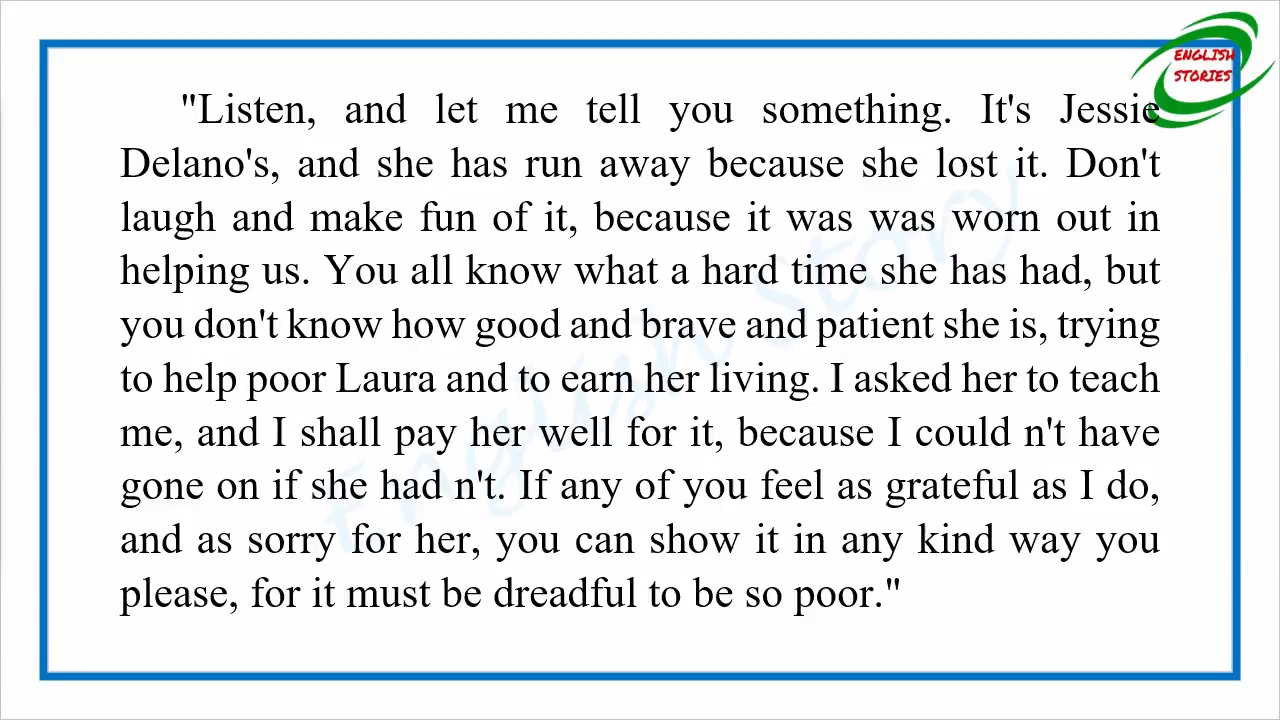 ENGLISH
STORIES
"Listen, and let me tell you something. It's Jessie
Delano's, and she has run away because she lost it. Don't
laugh and make fun of it, because it was was worn out in
helping us. You all know what a hard time she has had, but
you don't know how good and brave and patient she is, trying
to help poor Laura and to earn her living. I asked her to teach
me, and I shall pay her well for it, because I could n't have
gone on if she had n't. If any of you feel as grateful as I do,
and as sorry for her, you can show it in any kind way you
please, for it must be dreadful to be so poor."
English Story